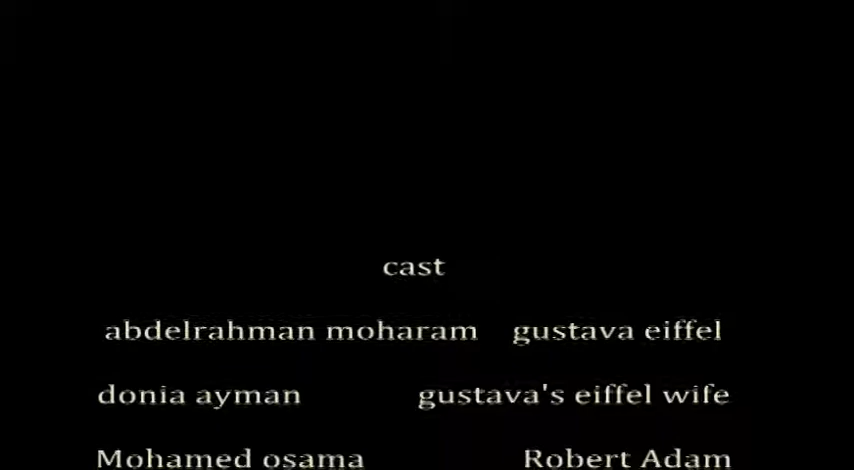 cast
abdelrahman moharam gustava eiffel
donia ayman gustava's eiffel wife
Mohamed osama Robert Adam